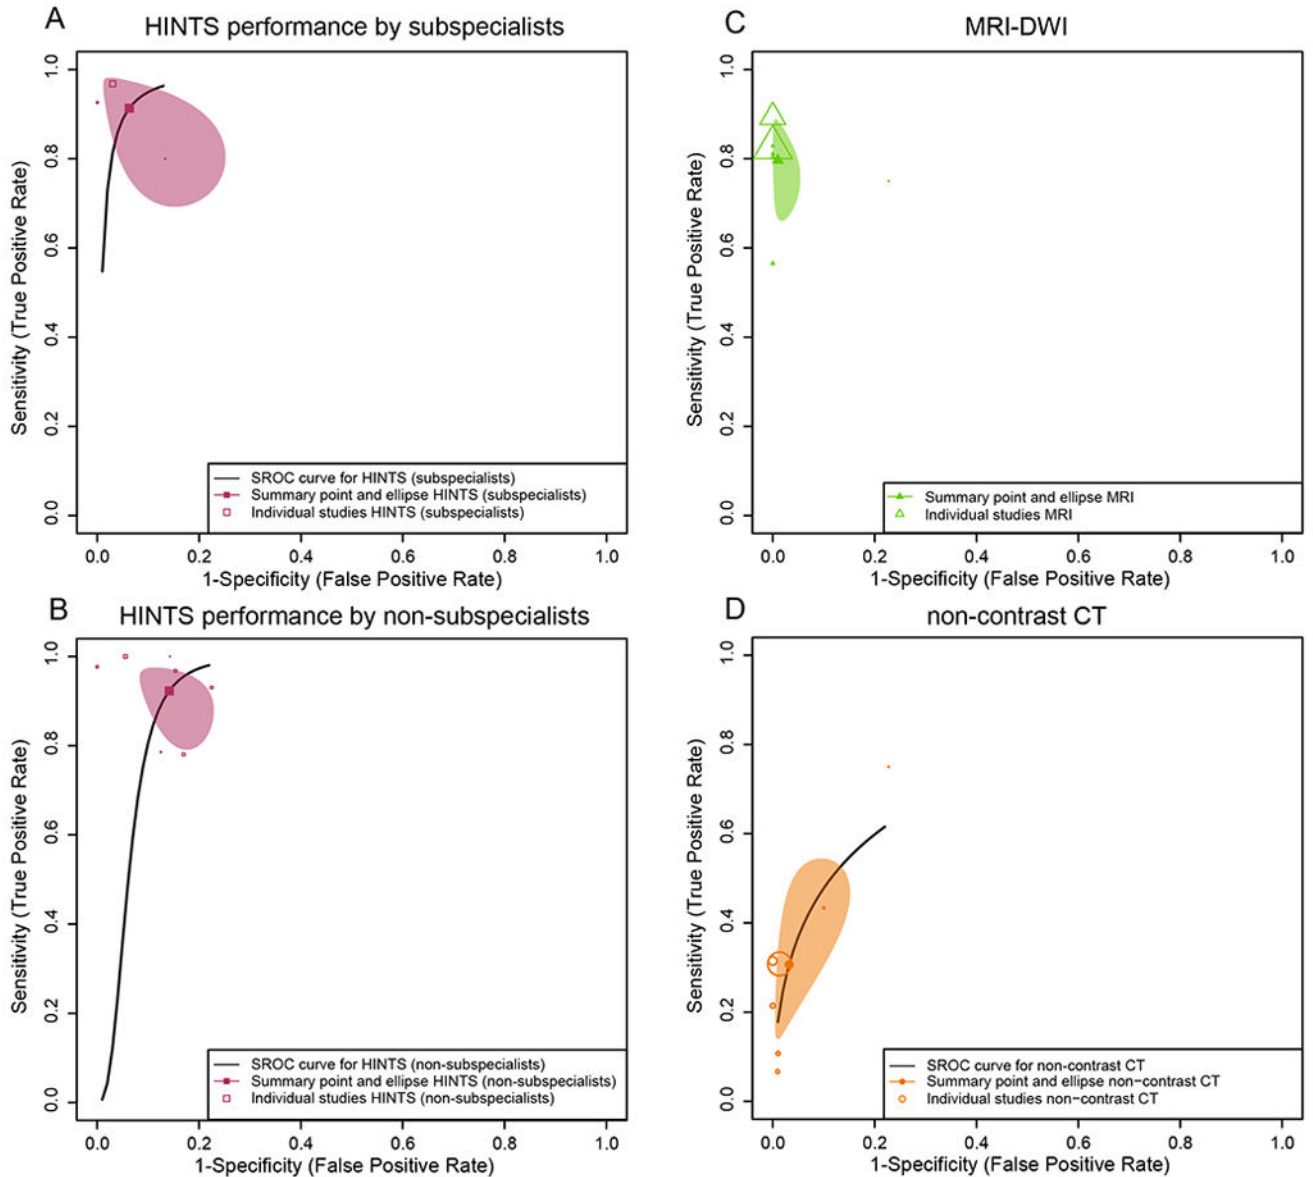 A
HINTS performance by subspecialists
Sensitivity (True Positive Rate)
1.0
0.8
0.6
0.4
0.2
0.0
SROC curve for HINTS (subspecialists)
Summary point and ellipse HINTS (subspecialists)
Individual studies HINTS (subspecialists)
0.0 0.2 0.4 0.6 0.8 1.0
1-Specificity (False Positive Rate)
C
MRI-DWI
Sensitivity (True Positive Rate)
1.0
0.8
0.6
0.4
0.2
0.0
Summary point and ellipse MRI
Individual studies MRI
0.0 0.2 0.4 0.6 0.8 1.0
1-Specificity (False Positive Rate)
B
HINTS performance by non-subspecialists
Sensitivity (True Positive Rate)
1.0
0.8
0.6
0.4
0.2
0.0
SROC curve for HINTS (non-subspecialists)
Summary point and ellipse HINTS (non-subspecialists)
Individual studies HINTS (non-subspecialists)
0.0 0.2 0.4 0.6 0.8 1.0
1-Specificity (False Positive Rate)
D
non-contrast CT
Sensitivity (True Positive Rate)
1.0
0.8
0.6
0.4
0.2
0.0
SROC curve for non-contrast CT
Summary point and ellipse non−contrast CT
Individual studies non−contrast CT
0.0 0.2 0.4 0.6 0.8 1.0
1-Specificity (False Positive Rate)